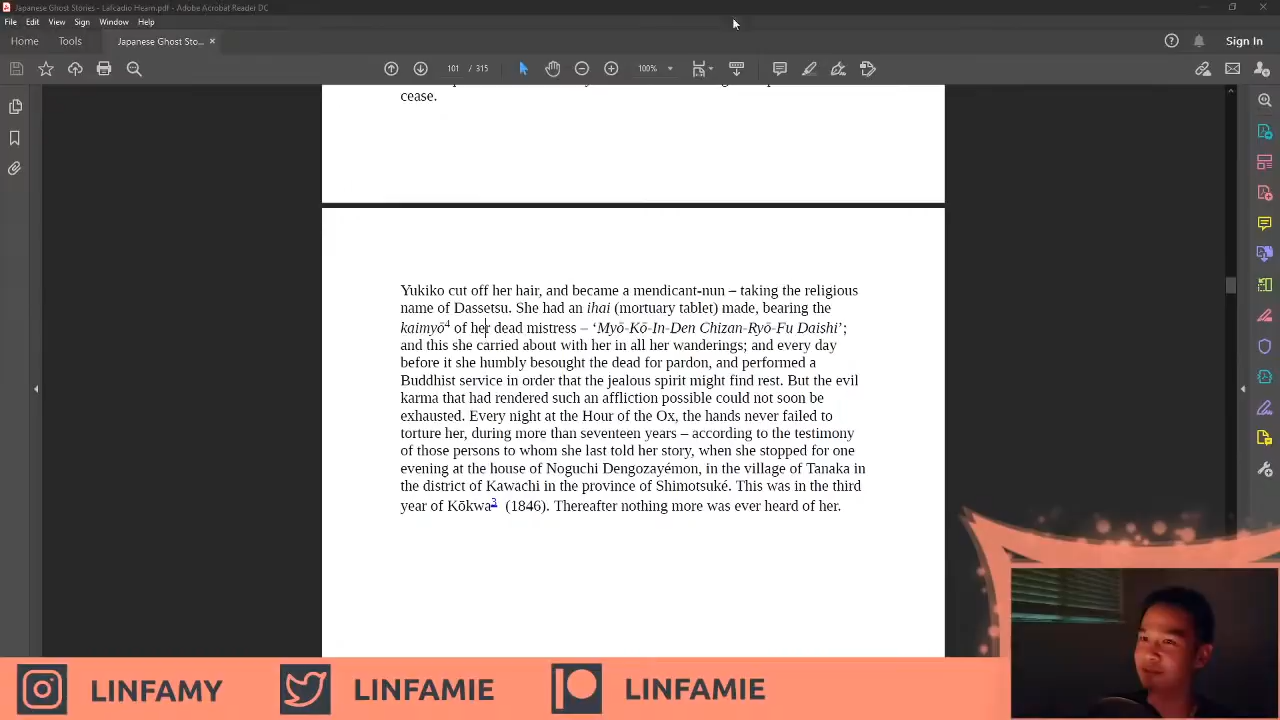 Japanese Ghost Stories - Lafcadio Hearn.pdf - Adobe Acrobat Reader DC
File Edit View Sign Window Help
Home Tools Japanese Ghost Sto... × Sign In
101 / 315 100%
cease.
Yukiko cut off her hair, and became a mendicant-nun – taking the religious
name of Dassetsu. She had an ihai (mortuary tablet) made, bearing the
kaimyō4 of her dead mistress – ‘Myō-Kō-In-Den Chizan-Ryō-Fu Daishi’;
and this she carried about with her in all her wanderings; and every day
before it she humbly besought the dead for pardon, and performed a
Buddhist service in order that the jealous spirit might find rest. But the evil
karma that had rendered such an affliction possible could not soon be
exhausted. Every night at the Hour of the Ox, the hands never failed to
torture her, during more than seventeen years – according to the testimony
of those persons to whom she last told her story, when she stopped for one
evening at the house of Noguchi Dengozayémon, in the village of Tanaka in
the district of Kawachi in the province of Shimotsuké. This was in the third
year of Kōkwa3 (1846). Thereafter nothing more was ever heard of her.
LINFAMY LINFAMIE LINFAMIE